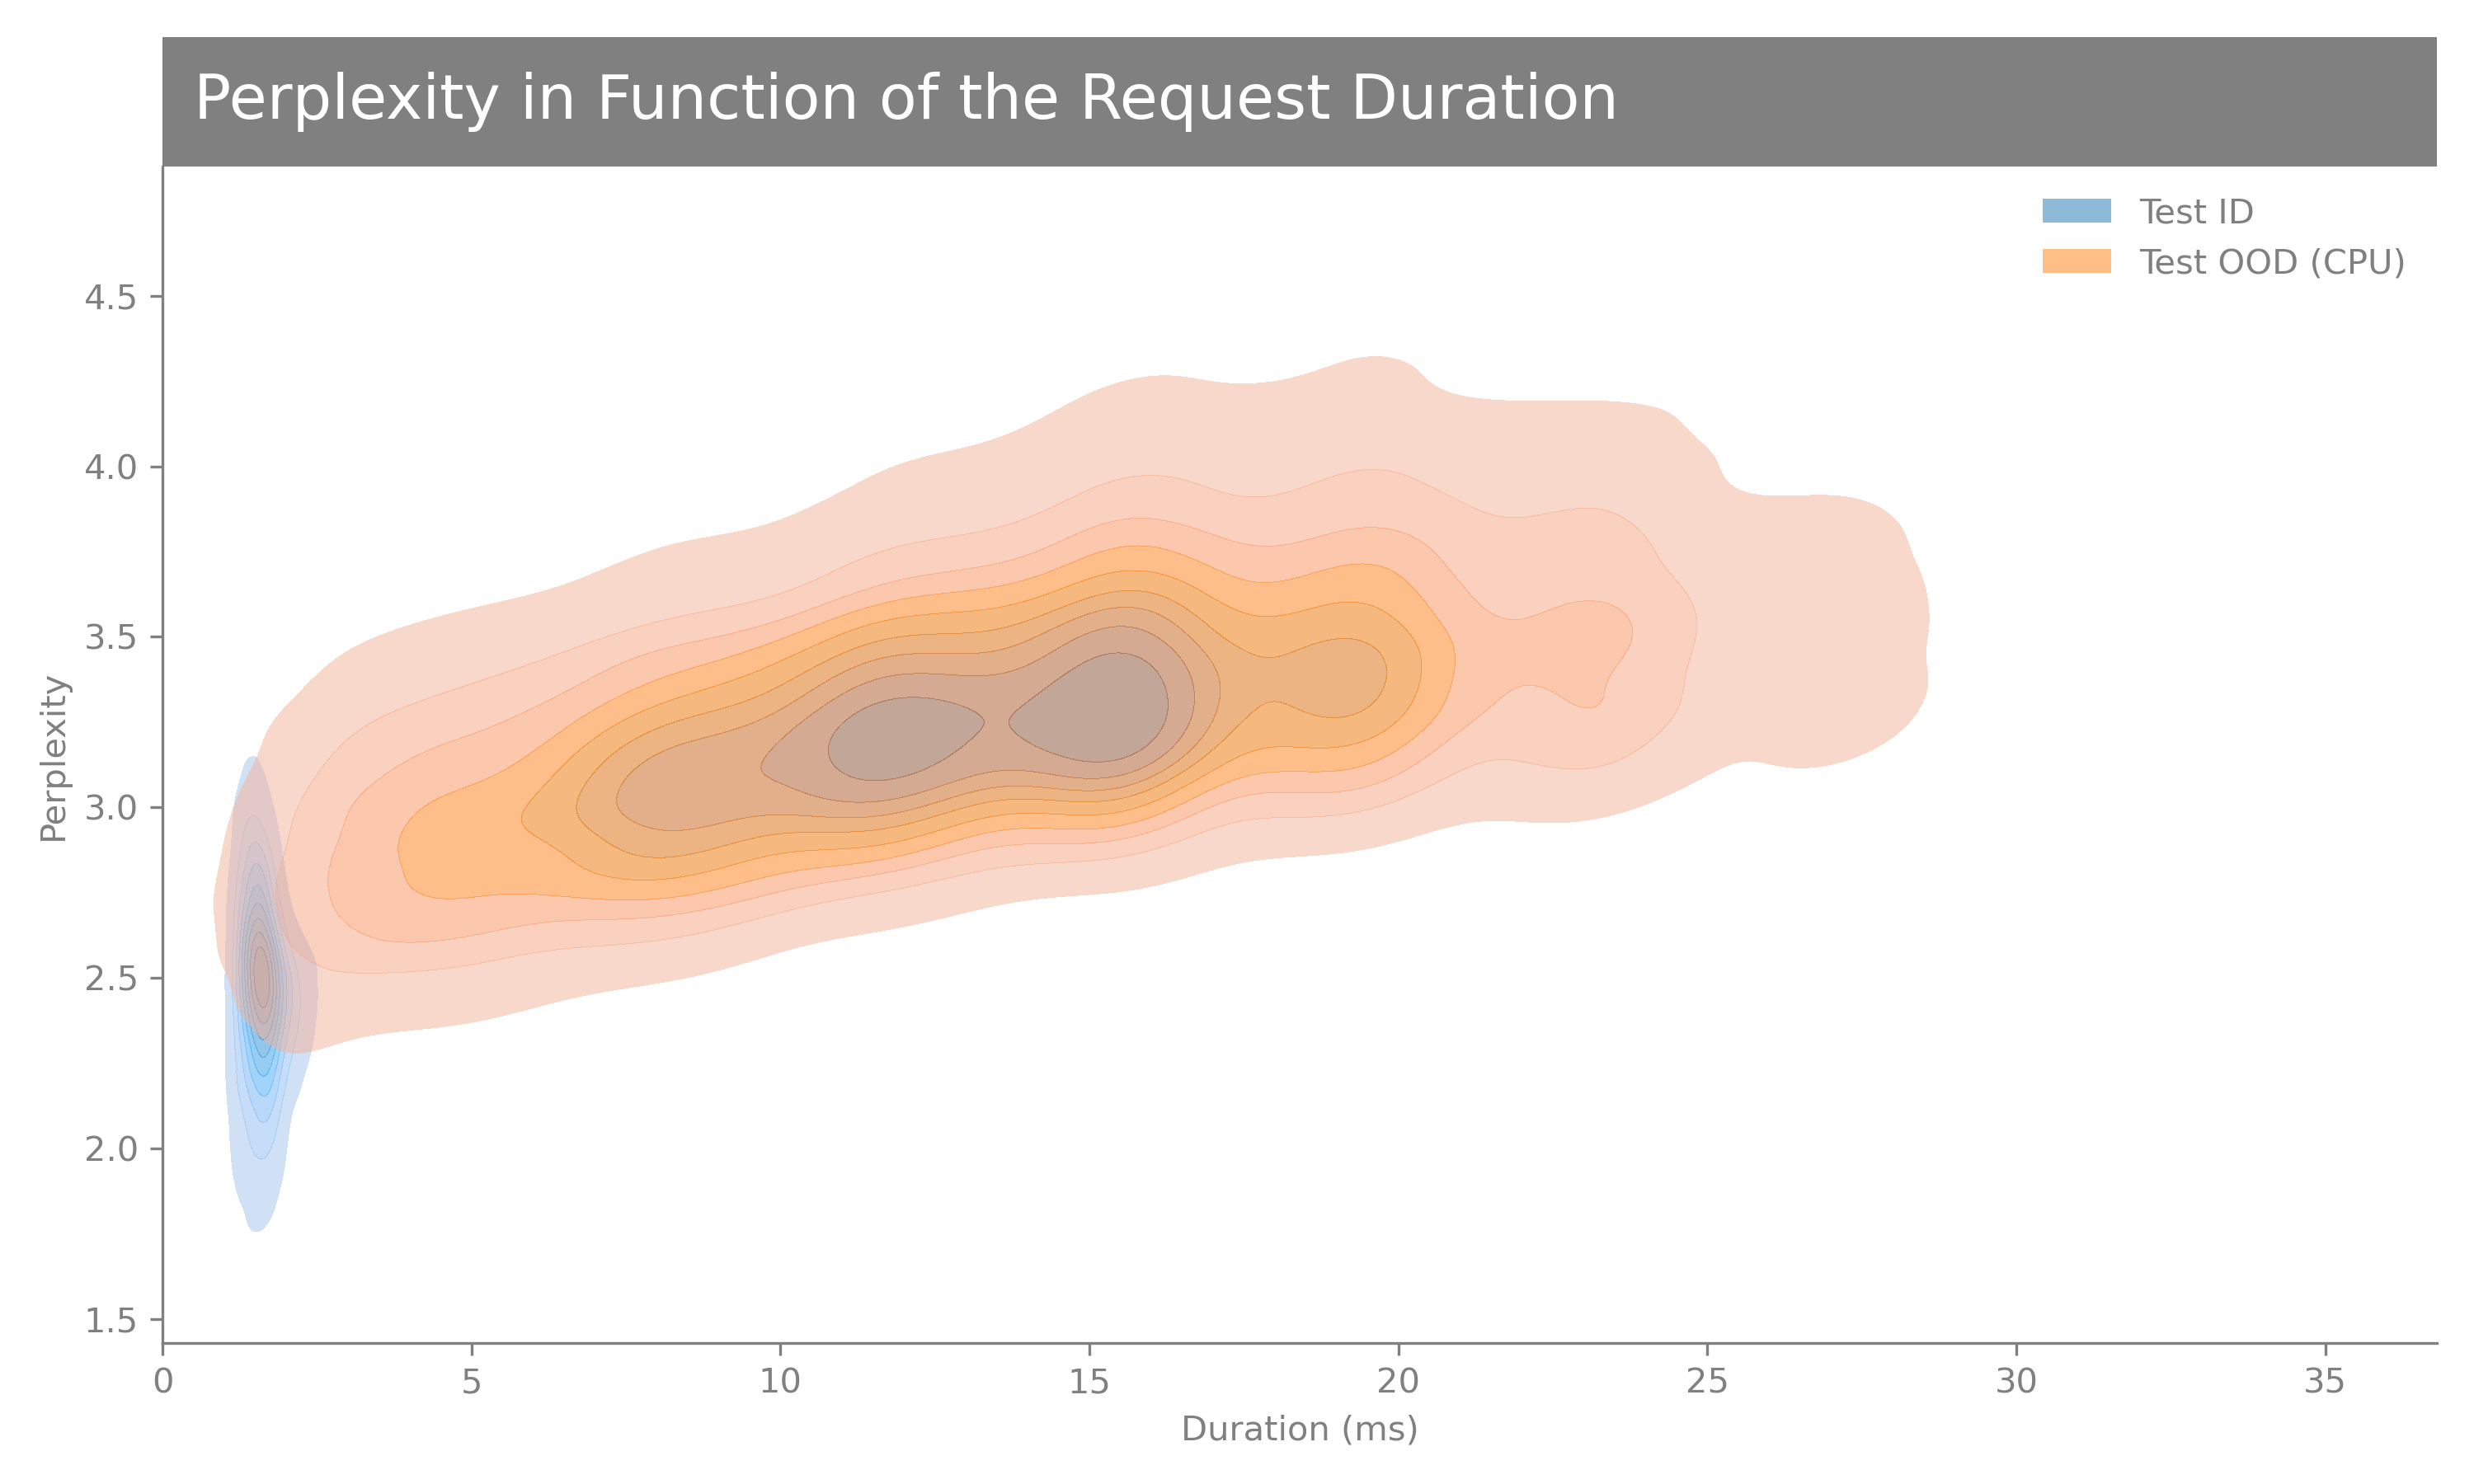 Perplexity in Function of the Request Duration
Test ID
Test OOD (CPU)
4.5
4.0
3.5
3.0
2.5
2.0
1.5
Perplexity
0 5 10 15 20 25 30 35
Duration (ms)